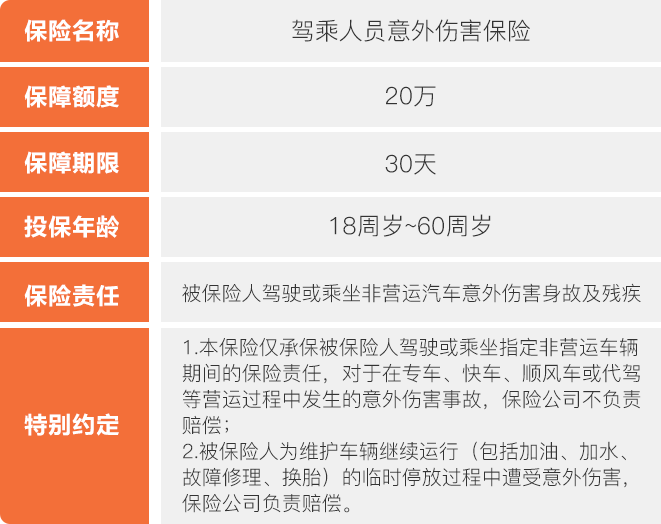 保险名称
驾乘人员意外伤害保险
保障额度
20万
保障期限
30天
投保年龄
18周岁~60周岁
保险责任
被保险人驾驶或乘坐非营运汽车意外伤害身故及残疾
特别约定
1.本保险仅承保被保险人驾驶或乘坐指定非营运车辆
期间的保险责任，对于在专车、快车、顺风车或代驾
等营运过程中发生的意外伤害事故，保险公司不负责
赔偿；
2.被保险人为维护车辆继续运行（包括加油、加水、
故障修理、换胎）的临时停放过程中遭受意外伤害，
保险公司负责赔偿。